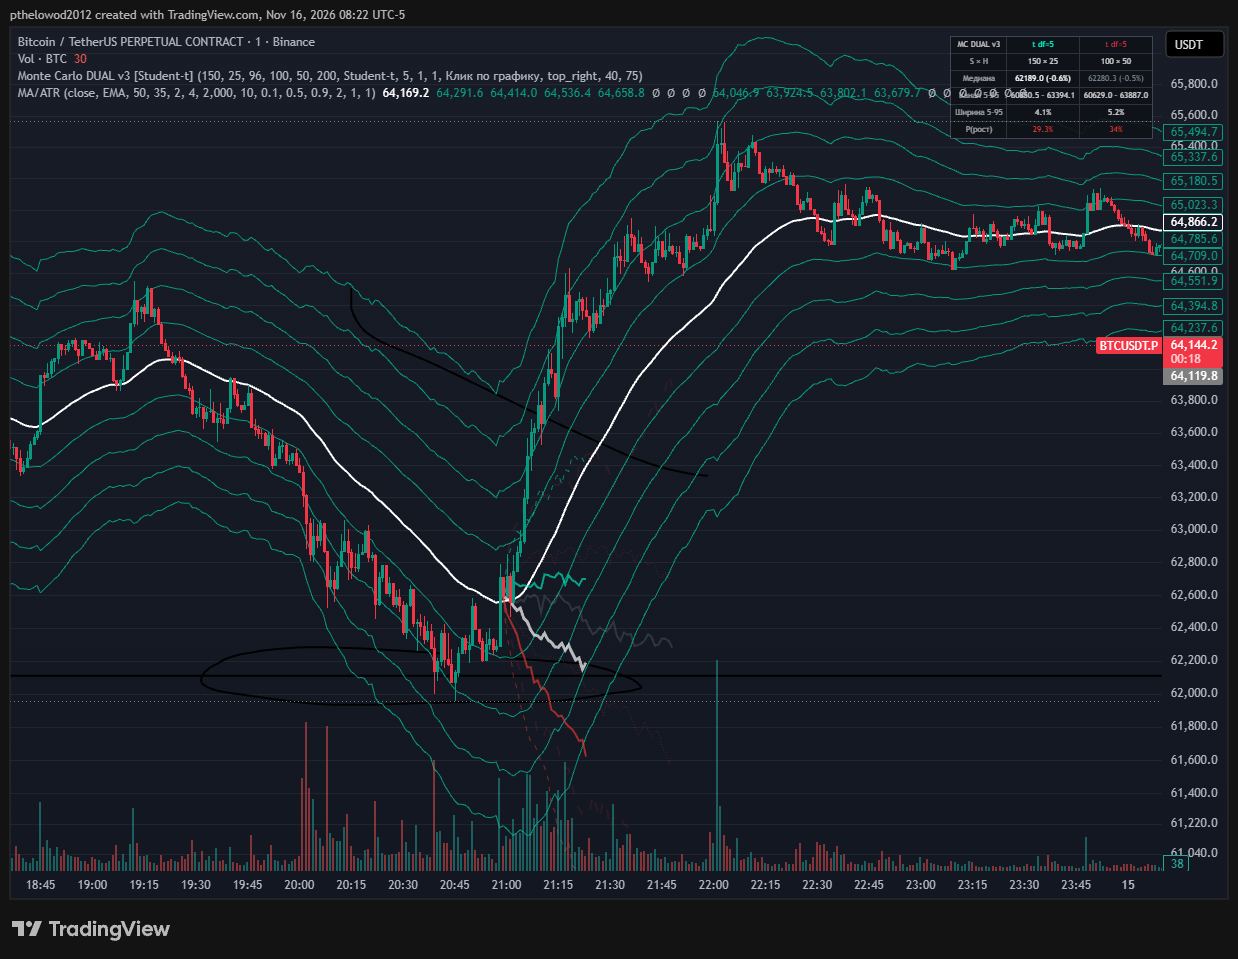 pthelowod2012 created with TradingView.com, Nov 16, 2026 08:22 UTC-5
Bitcoin / TetherUS PERPETUAL CONTRACT · 1 · Binance
Vol · BTC 30
Monte Carlo DUAL v3 [Student-t] (150, 25, 96, 100, 50, 200, Student-t, 5, 1, 1, Клик по графику, top_right, 40, 75)
MA/ATR (close, EMA, 50, 35, 2, 4, 2,000, 10, 0.1, 0.5, 0.9, 2, 1, 1) 64,169.2 64,291.6 64,414.0 64,536.4 64,658.8 ∅ ∅ ∅ ∅ 64,046.9 63,924.5 63,802.1 63,679.7 ∅ ∅ ∅ ∅ ∅ ∅
MC DUAL v3 t df=5 t df=5
S × H 150 × 25 100 × 50
Медиана 62189.0 (-0.6%) 62280.3 (-0.5%)
5-95 63394.1 60629.0 - 63887.0
Ширина 5-95 4.1% 5.2%
P(рост) 29.3% 34%
USDT
65,800.0
65,600.0
65,494.7
65,400.0
65,337.6
65,180.5
65,023.3
64,866.2
64,785.6
64,709.0
64,600.0
64,551.9
64,394.8
64,237.6
BTCUSDT.P 64,144.2
00:18
64,119.8
63,800.0
63,600.0
63,400.0
63,200.0
63,000.0
62,800.0
62,600.0
62,400.0
62,200.0
62,000.0
61,800.0
61,600.0
61,400.0
61,220.0
61,040.0
38
18:45 19:00 19:15 19:30 19:45 20:00 20:15 20:30 20:45 21:00 21:15 21:30 21:45 22:00 22:15 22:30 22:45 23:00 23:15 23:30 23:45 15
TradingView